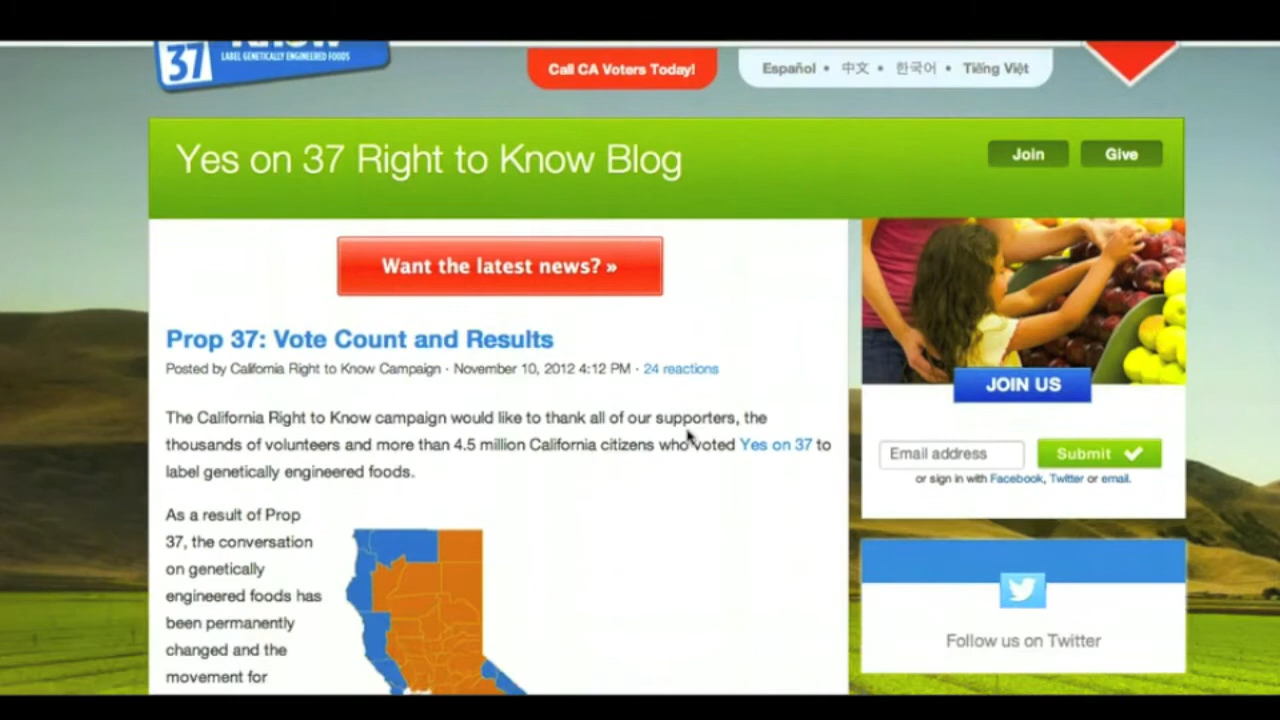 37
LABEL GENETICALLY ENGINEERED FOODS
Call CA Voters Today!
Español • 中文 • 한국어 • Tiếng Việt
Yes on 37 Right to Know Blog
Join
Give
Want the latest news? »
Prop 37: Vote Count and Results
Posted by California Right to Know Campaign · November 10, 2012 4:12 PM · 24 reactions
The California Right to Know campaign would like to thank all of our supporters, the
thousands of volunteers and more than 4.5 million California citizens who voted Yes on 37 to
label genetically engineered foods.
As a result of Prop
37, the conversation
on genetically
engineered foods has
been permanently
changed and the
movement for
JOIN US
Email address
Submit
or sign in with Facebook, Twitter or email.
Follow us on Twitter